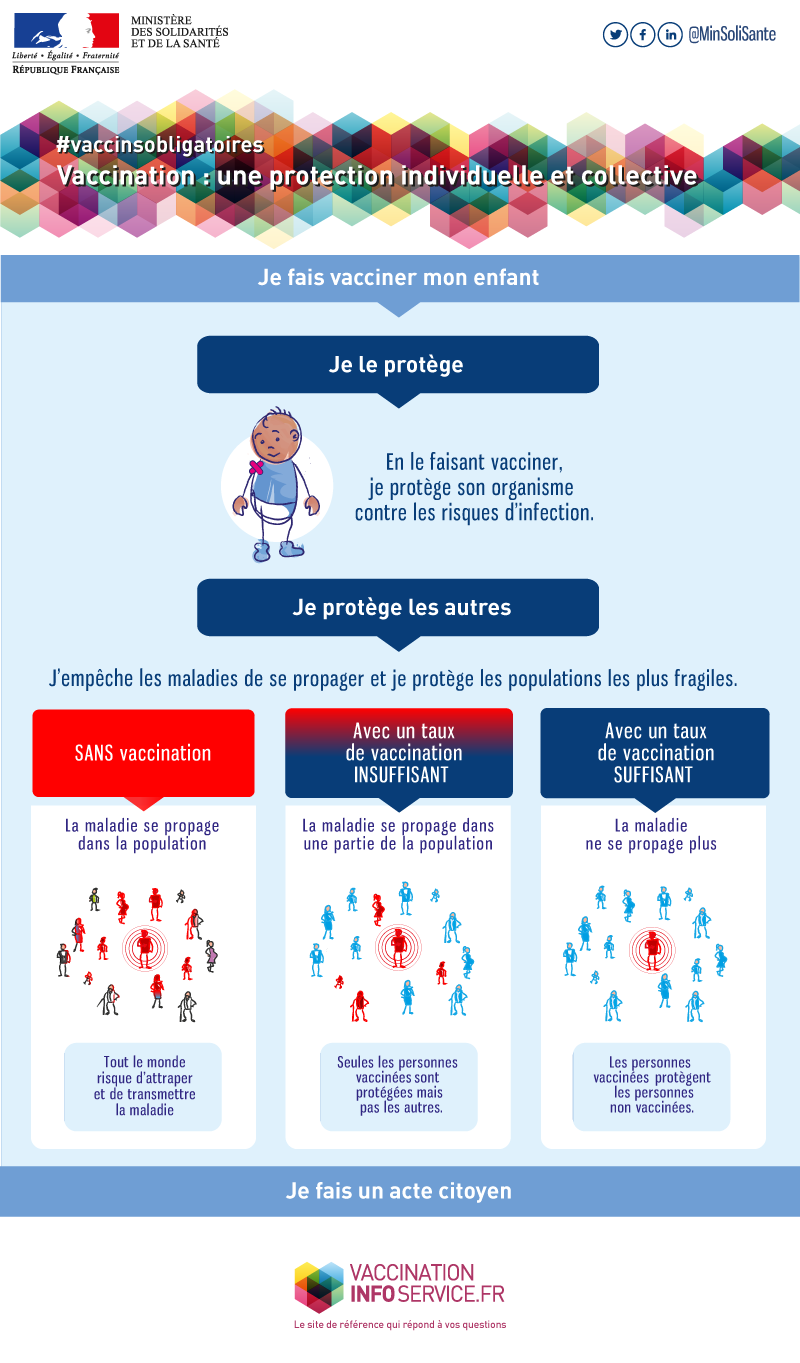 MINISTÈRE
DES SOLIDARITÉS
ET DE LA SANTÉ
Liberté • Égalité • Fraternité
RÉPUBLIQUE FRANÇAISE
@MinSoliSante
#vaccinsobligatoires
Vaccination : une protection individuelle et collective
Je fais vacciner mon enfant
Je le protège
En le faisant vacciner,
je protège son organisme
contre les risques d'infection.
Je protège les autres
J'empêche les maladies de se propager et je protège les populations les plus fragiles.
SANS vaccination
La maladie se propage
dans la population
Tout le monde
risque d'attraper
et de transmettre
la maladie
Avec un taux
de vaccination
INSUFFISANT
La maladie se propage dans
une partie de la population
Seules les personnes
vaccinées sont
protégées mais
pas les autres.
Avec un taux
de vaccination
SUFFISANT
La maladie
ne se propage plus
Les personnes
vaccinées protègent
les personnes
non vaccinées.
Je fais un acte citoyen
VACCINATION
INFO SERVICE.FR
Le site de référence qui répond à vos questions